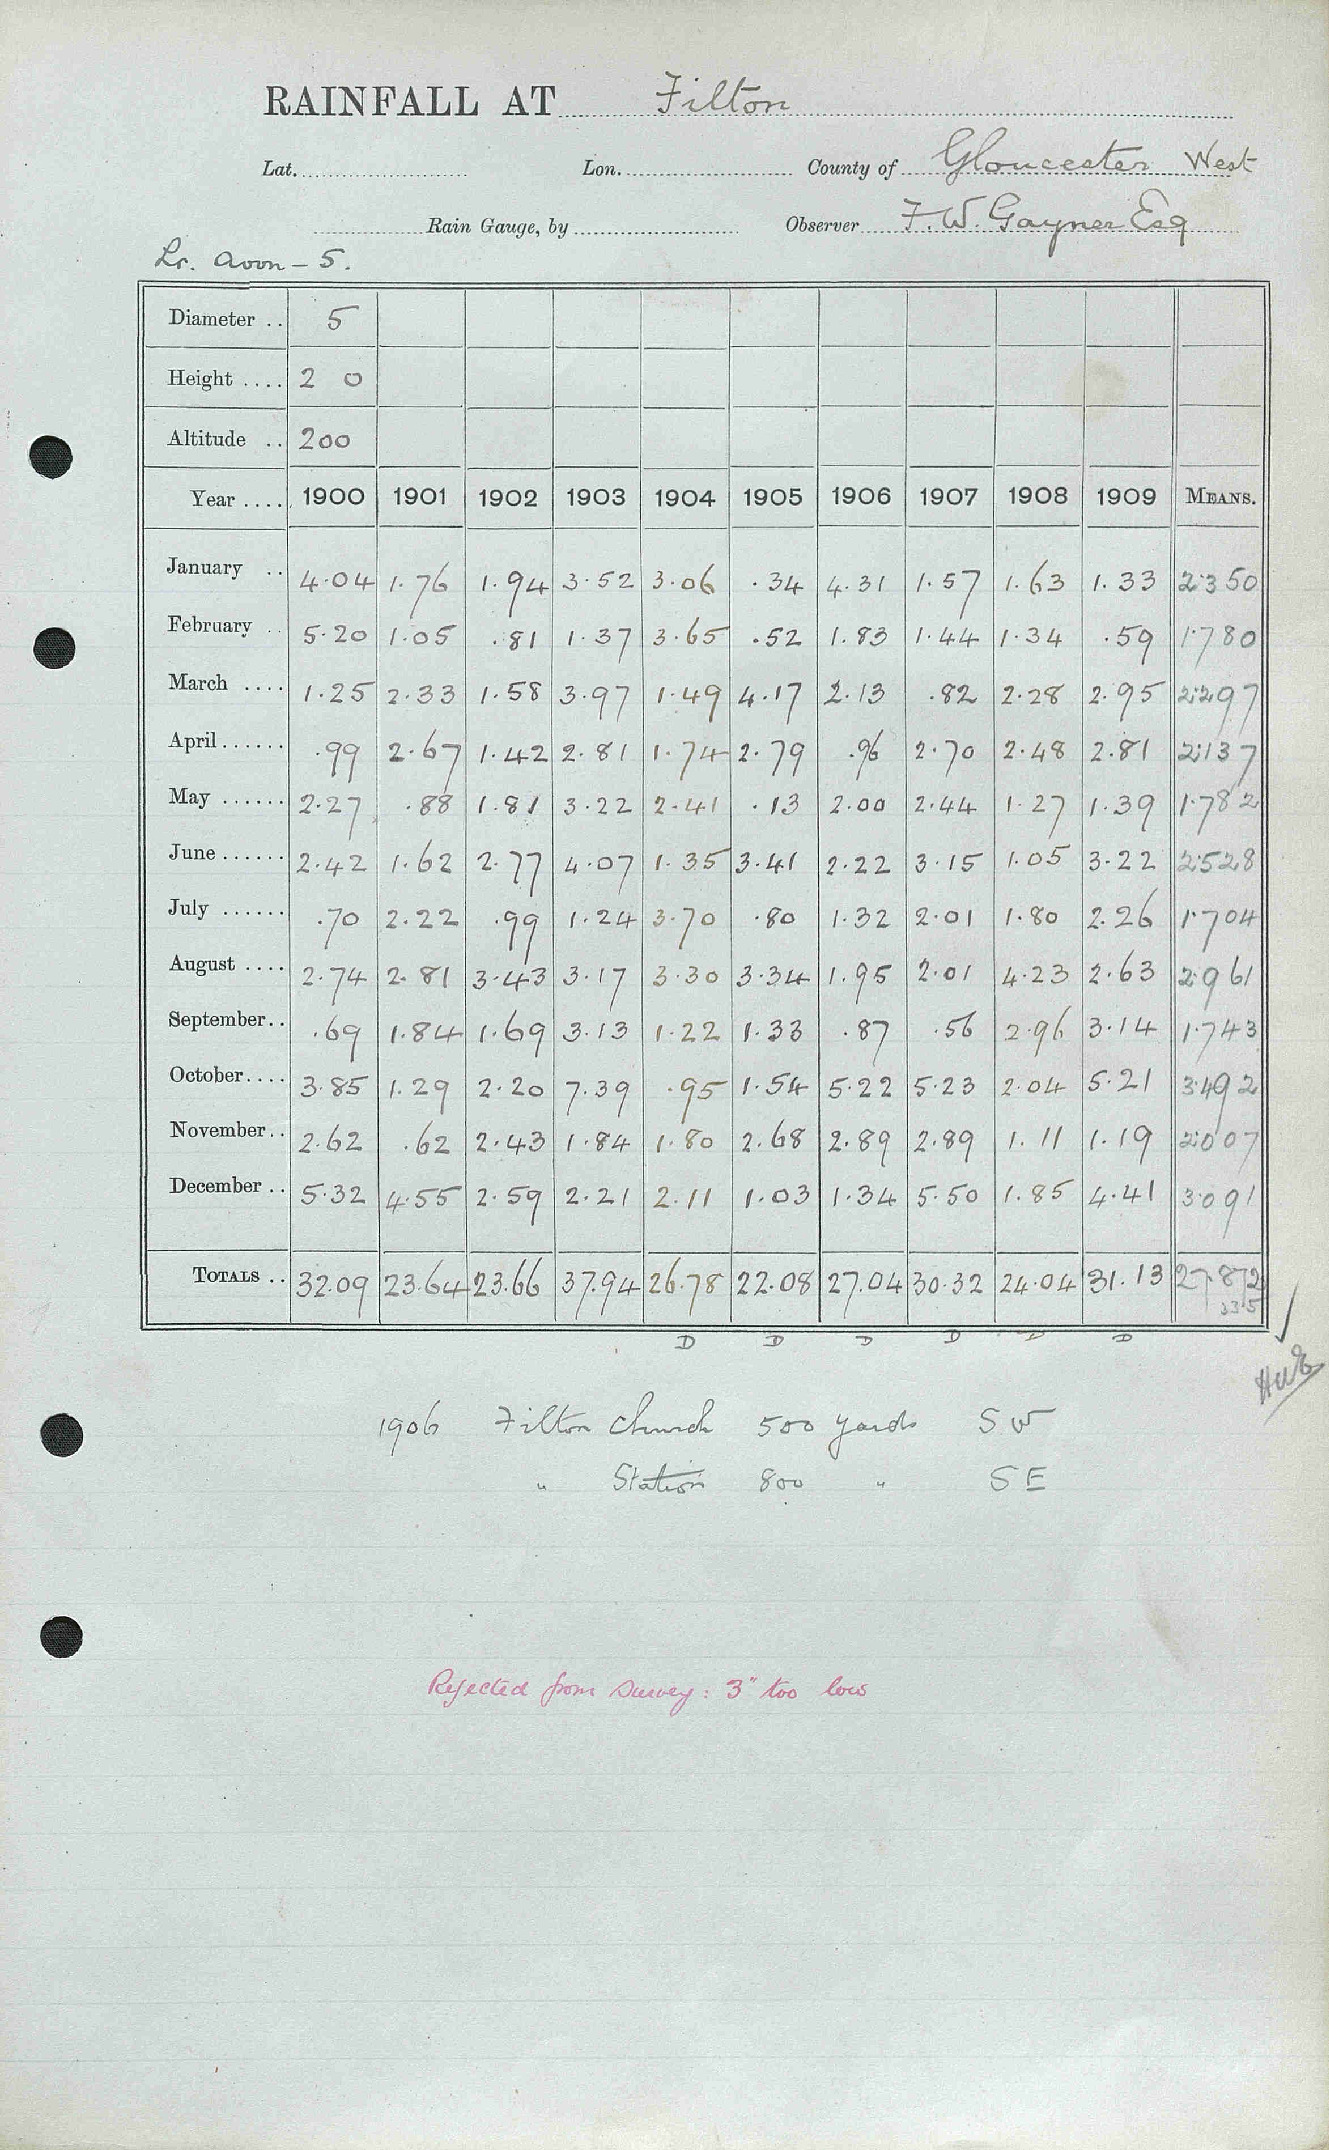 RAINFALL AT Filton
Lat. Lon. County of Gloucester West
Rain Gauge, by Observer F.W. Gayner Esq
Lr. Avon - 5.
Diameter .. 5
Height .... 2 0
Altitude .. 200
Year .... 1900 1901 1902 1903 1904 1905 1906 1907 1908 1909 MEANS.
January .. 4.04 1.76 1.94 3.52 3.06 .34 4.31 1.57 1.63 1.33 2.350
February .. 5.20 1.05 .81 1.37 3.65 .52 1.83 1.44 1.34 .59 1.780
March .... 1.25 2.33 1.58 3.97 1.49 4.17 2.13 .82 2.28 2.95 2.297
April...... .99 2.67 1.42 2.81 1.74 2.79 .96 2.70 2.48 2.81 2.137
May ...... 2.27 .88 1.81 3.22 2.41 .13 2.00 2.44 1.27 1.39 1.782
June...... 2.42 1.62 2.77 4.07 1.35 3.41 2.22 3.15 1.05 3.22 2.528
July ...... .70 2.22 .99 1.24 3.70 .80 1.32 2.01 1.80 2.26 1.704
August .... 2.74 2.81 3.43 3.17 3.30 3.34 1.95 2.01 4.23 2.63 2.961
September.. .69 1.84 1.69 3.13 1.22 1.33 .87 .56 2.96 3.14 1.743
October.... 3.85 1.29 2.20 7.39 .95 1.54 5.22 5.23 2.04 5.21 3.492
November.. 2.62 .62 2.43 1.84 1.80 2.68 2.89 2.89 1.11 1.19 2.007
December .. 5.32 4.55 2.59 2.21 2.11 1.03 1.34 5.50 1.85 4.41 3.091
TOTALS .. 32.09 23.64 23.66 37.94 26.78 22.08 27.04 30.32 24.04 31.13 27.872
D D D D D D
1906 Filton Church 500 yards SW
" Station 800 " SE
Rejected from Survey: 3" too low